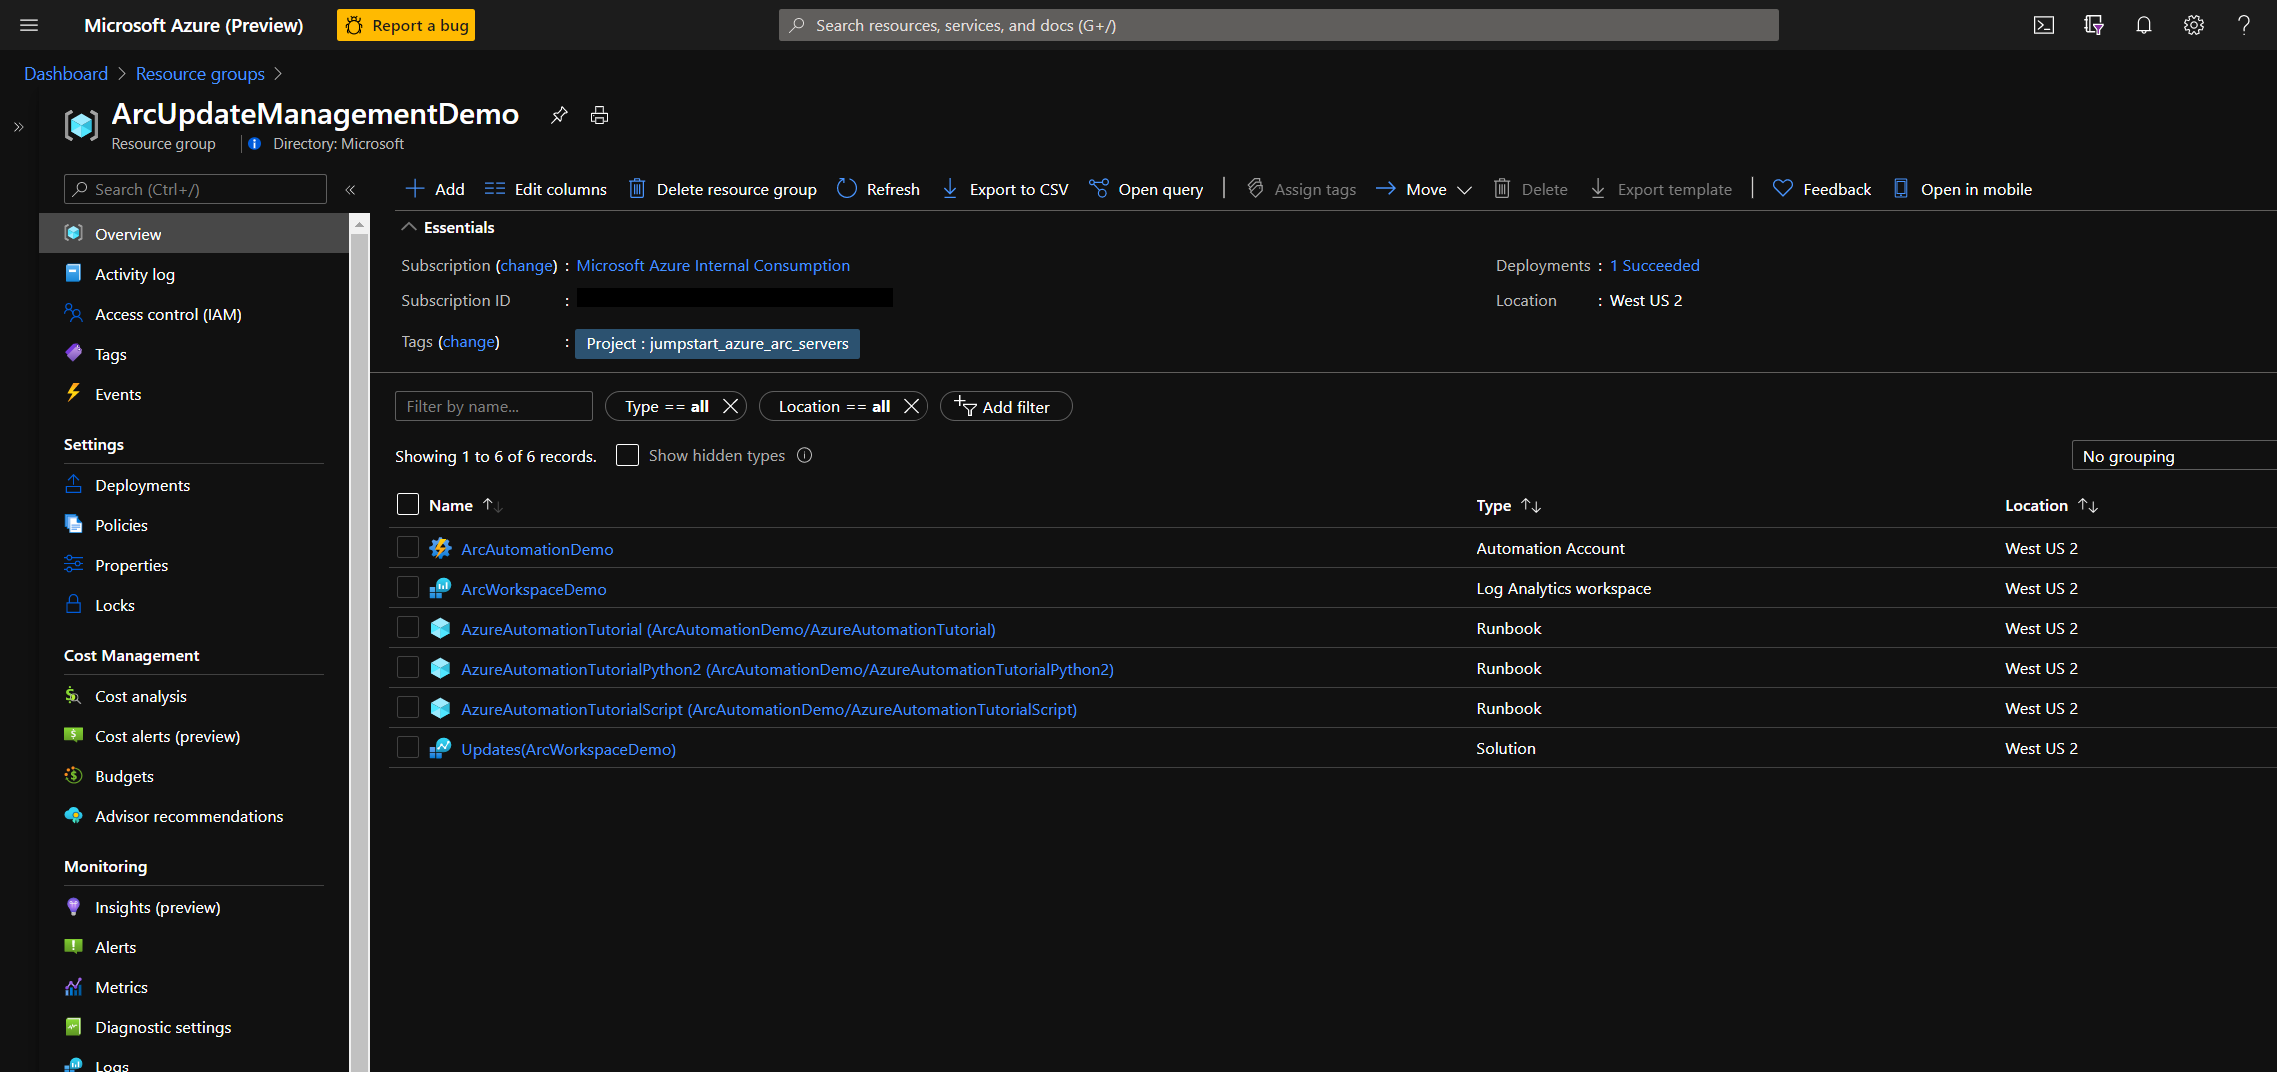 Microsoft Azure (Preview)
Report a bug
Search resources, services, and docs (G+/)
Dashboard
Resource groups
ArcUpdateManagementDemo
Resource group
Directory: Microsoft
Search (Ctrl+/)
Overview
Activity log
Access control (IAM)
Tags
Events
Settings
Deployments
Policies
Properties
Locks
Cost Management
Cost analysis
Cost alerts (preview)
Budgets
Advisor recommendations
Monitoring
Insights (preview)
Alerts
Metrics
Diagnostic settings
Logs
Add
Edit columns
Delete resource group
Refresh
Export to CSV
Open query
Assign tags
Move
Delete
Export template
Feedback
Open in mobile
Essentials
Subscription (change) : Microsoft Azure Internal Consumption
Deployments : 1 Succeeded
Subscription ID :
Location : West US 2
Tags (change) : Project : jumpstart_azure_arc_servers
Filter by name...
Type == all
Location == all
Add filter
Showing 1 to 6 of 6 records.
Show hidden types
No grouping
Name Type Location
ArcAutomationDemo Automation Account West US 2
ArcWorkspaceDemo Log Analytics workspace West US 2
AzureAutomationTutorial (ArcAutomationDemo/AzureAutomationTutorial) Runbook West US 2
AzureAutomationTutorialPython2 (ArcAutomationDemo/AzureAutomationTutorialPython2) Runbook West US 2
AzureAutomationTutorialScript (ArcAutomationDemo/AzureAutomationTutorialScript) Runbook West US 2
Updates(ArcWorkspaceDemo) Solution West US 2